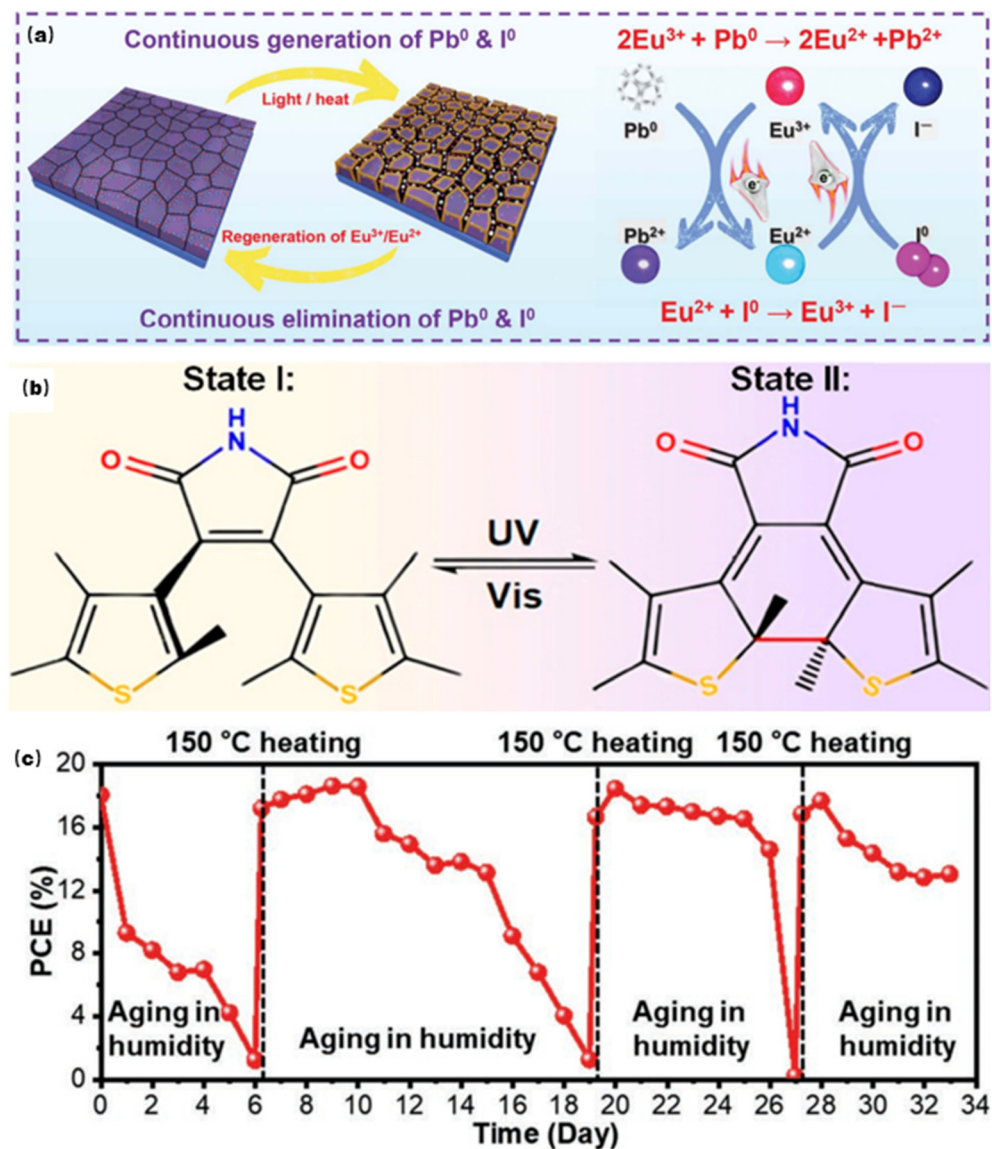 (a)
Continuous generation of Pb⁰ & I⁰
2Eu³⁺ + Pb⁰ → 2Eu²⁺ +Pb²⁺
Light / heat
Pb⁰
Eu³⁺
I⁻
e⁻
e⁻
Regeneration of Eu³⁺/Eu²⁺
Pb²⁺
Eu²⁺
I⁰
Continuous elimination of Pb⁰ & I⁰
Eu²⁺ + I⁰ → Eu³⁺ + I⁻
(b)
State I:
State II:
H
N
O
O
S
S
UV
Vis
H
N
O
O
S
S
(c)
150 °C heating
150 °C heating
150 °C heating
PCE (%)
20
16
12
8
4
0
Aging in
humidity
Aging in humidity
Aging in
humidity
Aging in
humidity
0 2 4 6 8 10 12 14 16 18 20 22 24 26 28 30 32 34
Time (Day)